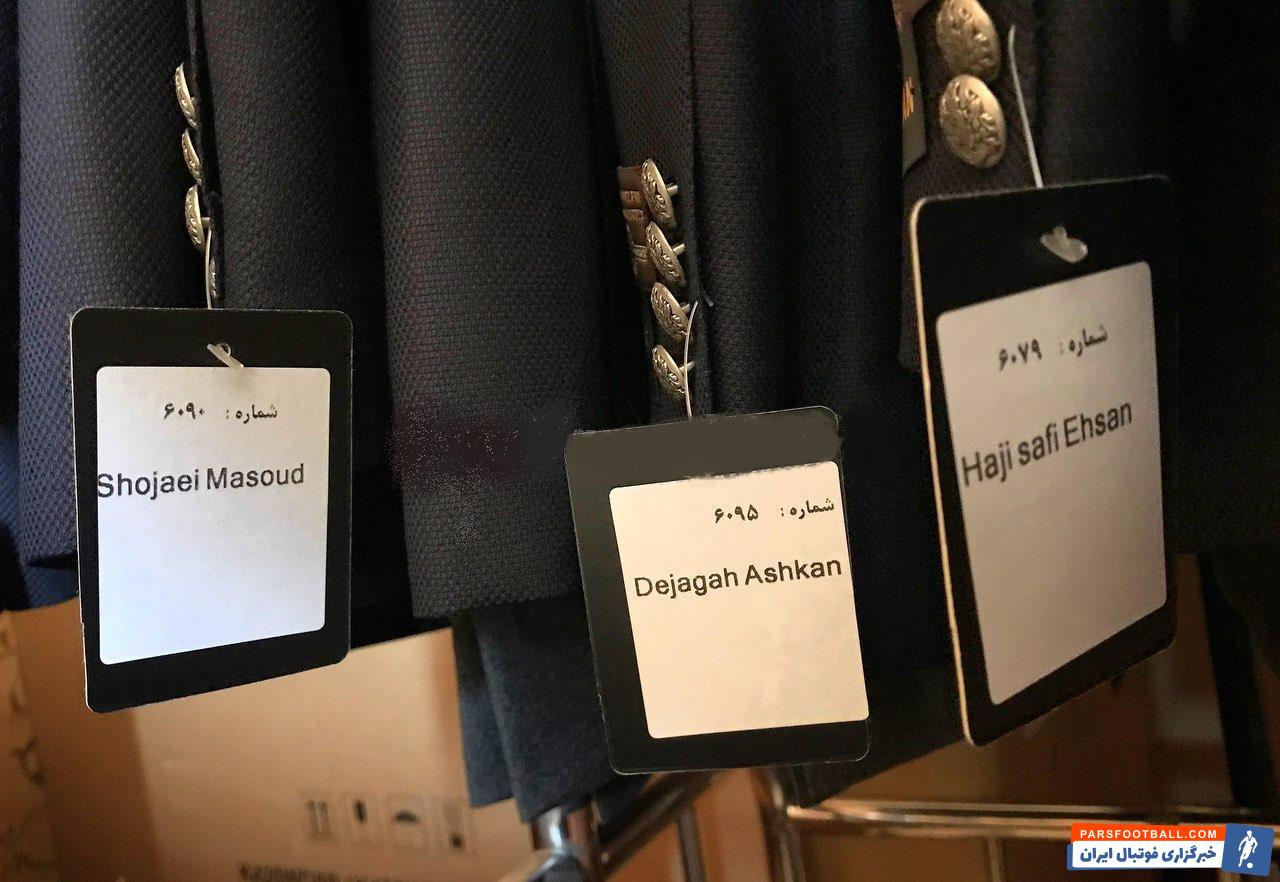 شماره : ۶۰۹۰
Shojaei Masoud
شماره : ۶۰۹۵
Dejagah Ashkan
شماره : ۶۰۷۹
Haji safi Ehsan
PARSFOOTBALL.COM
خبرگزاری فوتبال ایران